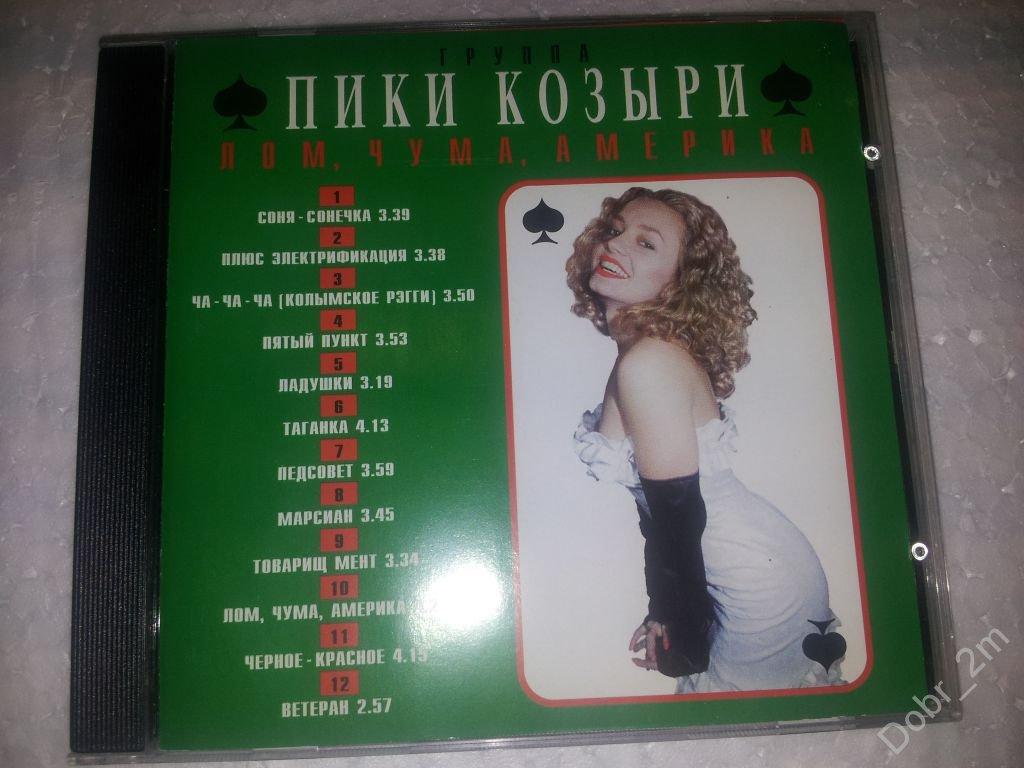 ГРУППА
ПИКИ КОЗЫРИ
ЛОМ, ЧУМА, АМЕРИКА
1
СОНЯ - СОНЕЧКА 3.39
2
ПЛЮС ЭЛЕКТРИФИКАЦИЯ 3.38
3
ЧА - ЧА - ЧА (КОЛЫМСКОЕ РЭГГИ) 3.50
4
ПЯТЫЙ ПУНКТ 3.53
5
ЛАДУШКИ 3.19
6
ТАГАНКА 4.13
7
ПЕДСОВЕТ 3.59
8
МАРСИАН 3.45
9
ТОВАРИЩ МЕНТ 3.34
10
ЛОМ, ЧУМА, АМЕРИКА
11
ЧЕРНОЕ - КРАСНОЕ 4.15
12
ВЕТЕРАН 2.57
Dobr_2m